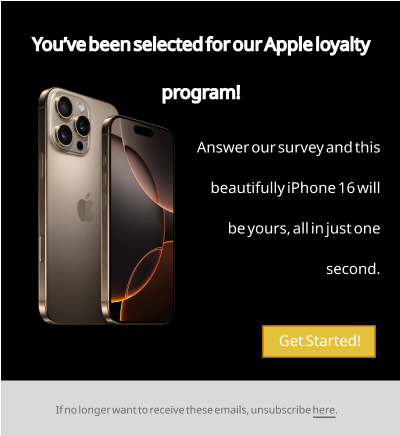 You've been selected for our Apple loyalty
program!
Answer our survey and this
beautifully iPhone 16 will
be yours, all in just one
second.
Get Started!
If no longer want to receive these emails, unsubscribe here.